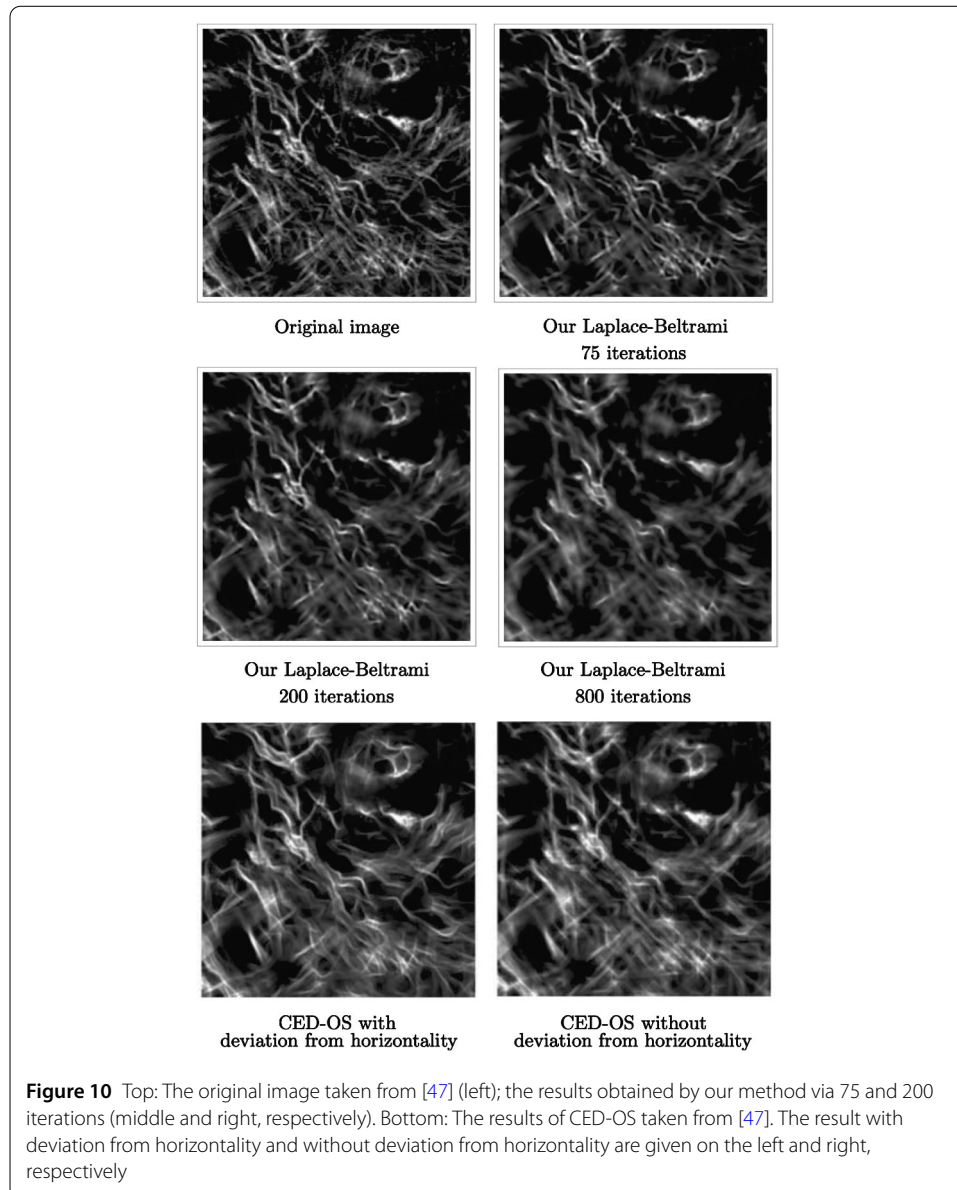 Original image
Our Laplace-Beltrami
75 iterations
Our Laplace-Beltrami
200 iterations
Our Laplace-Beltrami
800 iterations
CED-OS with
deviation from horizontality
CED-OS without
deviation from horizontality
Figure 10 Top: The original image taken from [47] (left); the results obtained by our method via 75 and 200
iterations (middle and right, respectively). Bottom: The results of CED-OS taken from [47]. The result with
deviation from horizontality and without deviation from horizontality are given on the left and right,
respectively